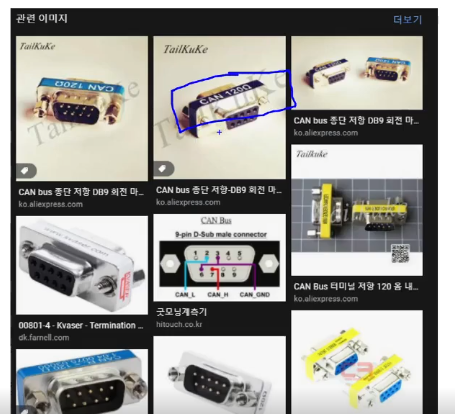 관련 이미지
더보기
TailKuKe
CAN 120Ω
CAN bus 종단 저항 DB9 회전 마...
ko.aliexpress.com
TailKuKe
CAN 120Ω
CAN bus 종단 저항-DB9 회전 마...
ko.aliexpress.com
CAN bus 종단 저항 DB9 회전 마...
ko.aliexpress.com
Tailkuke
CAN Bus 터미널 저항 120 옴 내...
ko.aliexpress.com
00801-4 - Kvaser - Termination ...
dk.farnell.com
CAN Bus
9-pin D-Sub male connector
1 2 3 4 5
6 7 8 9
CAN_L CAN_H CAN_GND
굿모닝계측기
hitouch.co.kr